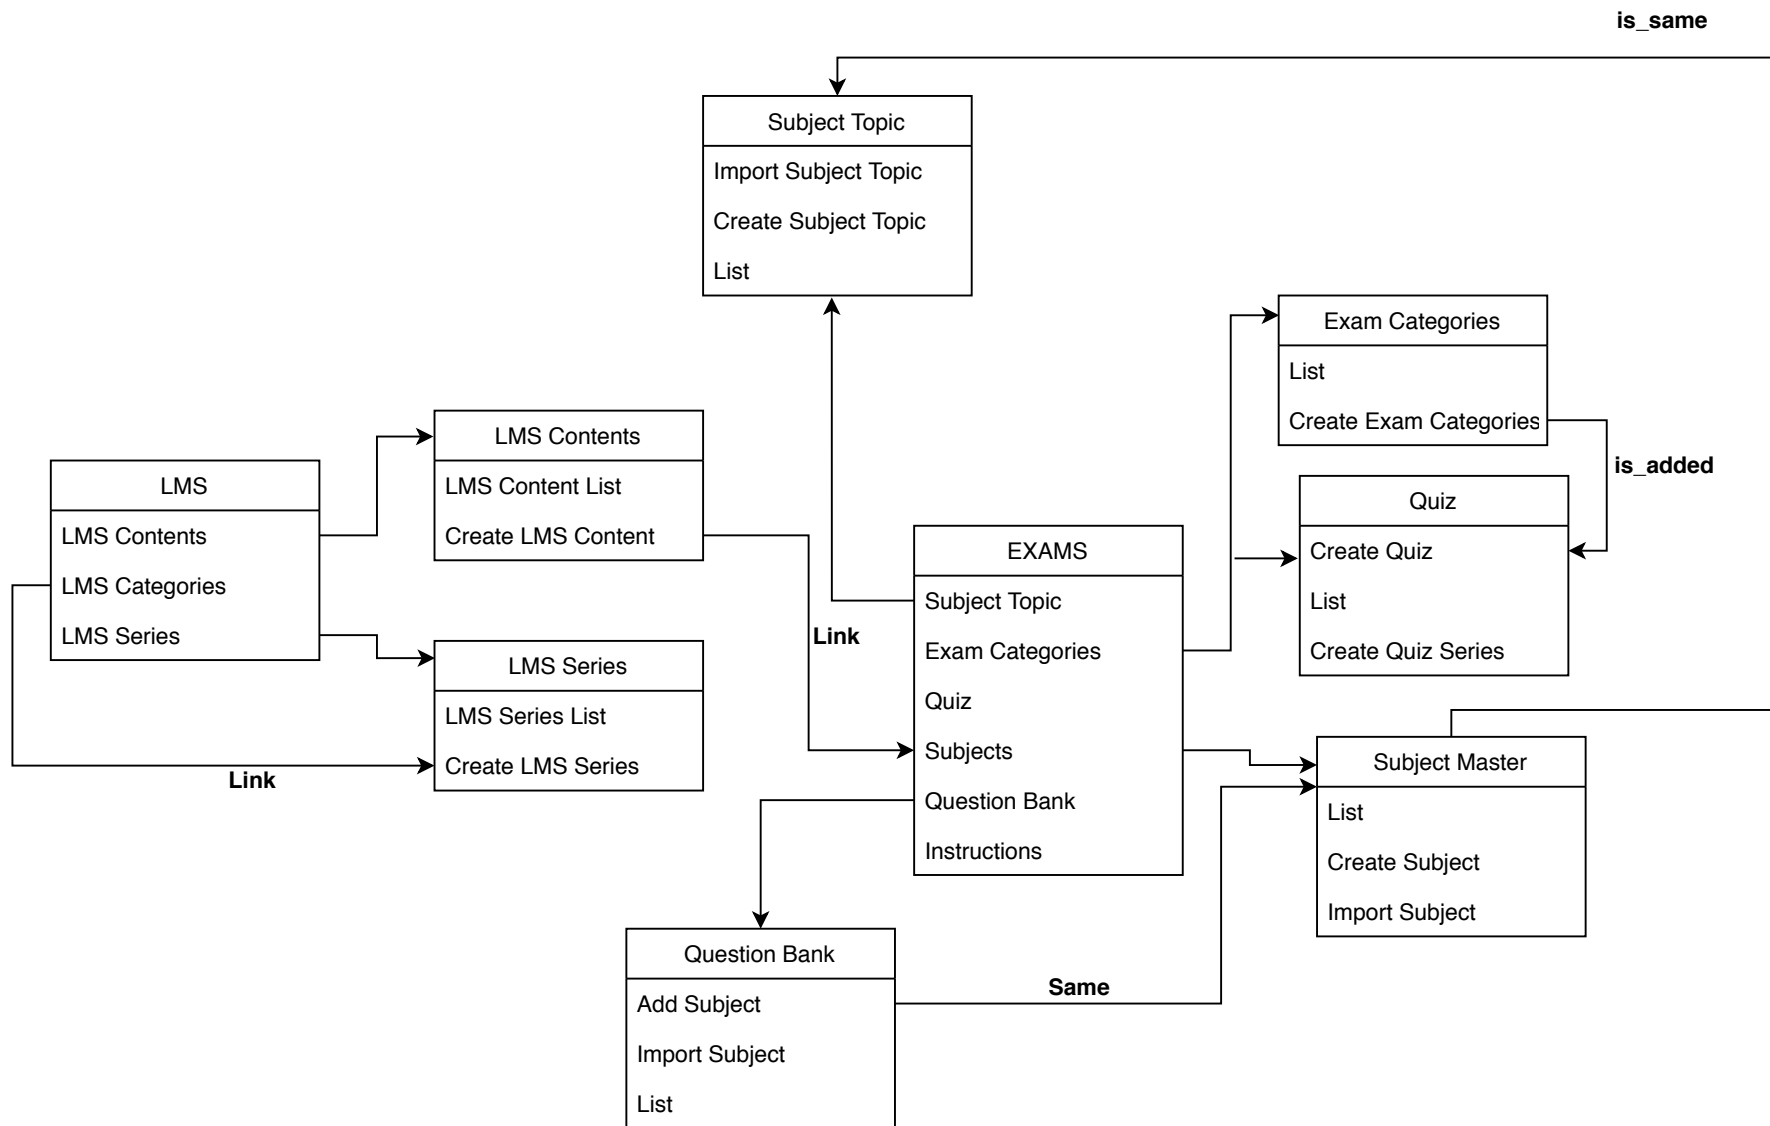 is_same
Subject Topic
Import Subject Topic
Create Subject Topic
List
Exam Categories
List
Create Exam Categories
is_added
LMS Contents
LMS Content List
Create LMS Content
LMS
LMS Contents
LMS Categories
LMS Series
Quiz
Create Quiz
List
Create Quiz Series
EXAMS
Subject Topic
Exam Categories
Quiz
Subjects
Question Bank
Instructions
Link
LMS Series
LMS Series List
Create LMS Series
Link
Subject Master
List
Create Subject
Import Subject
Question Bank
Add Subject
Import Subject
List
Same